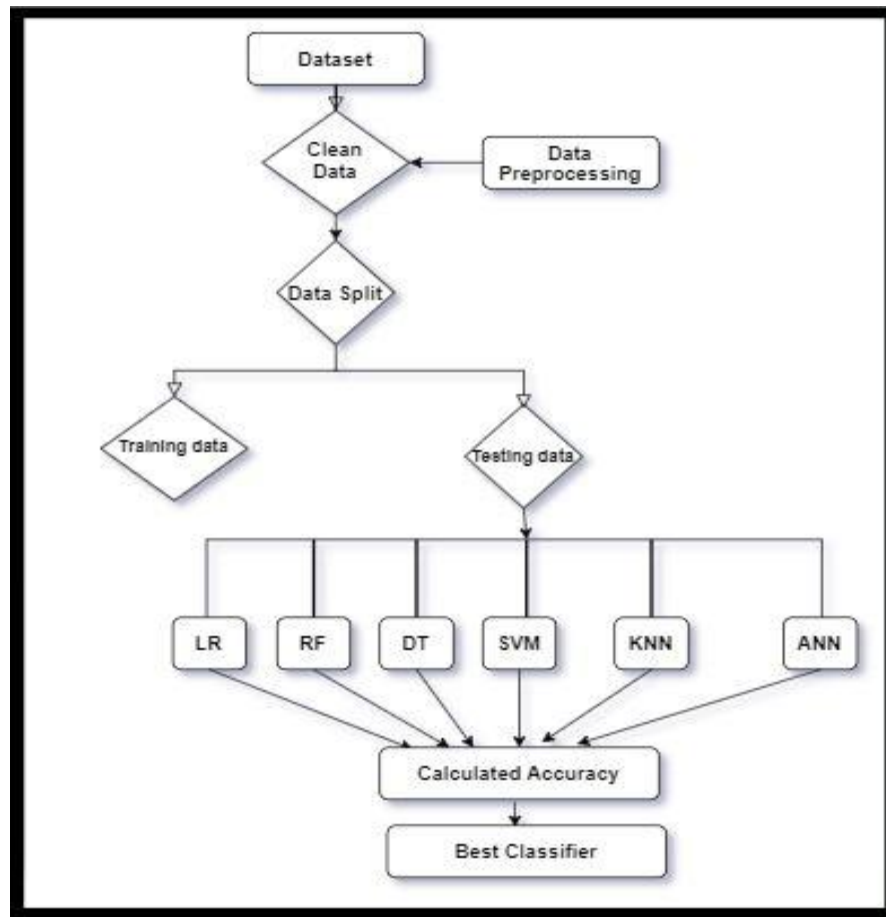 Dataset
Clean
Data
Data
Preprocessing
Data Split
Training data
Testing data
LR
RF
DT
SVM
KNN
ANN
Calculated Accuracy
Best Classifier